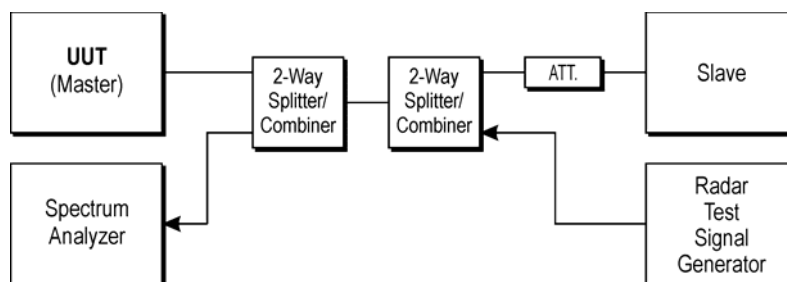 UUT
(Master)
2-Way
Splitter/
Combiner
2-Way
Splitter/
Combiner
ATT.
Slave
Spectrum
Analyzer
Radar
Test
Signal
Generator